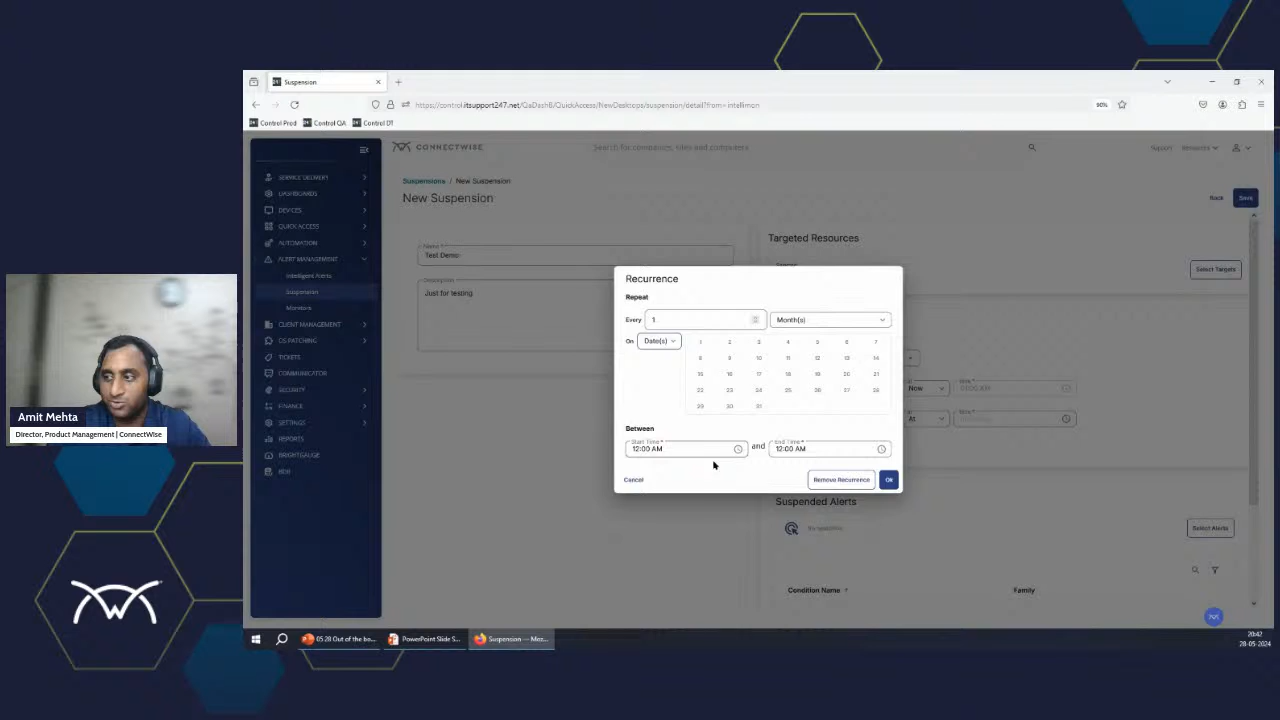 Suspension
https://control.itsupport247.net/QaDashB/QuickAccess/NewDesktops/suspension/detail?from=intellimon
90%
Control Prod
Control QA
Control DT
CONNECTWISE
Search for companies, sites and computers
Support
Resources
SERVICE DELIVERY
DASHBOARDS
DEVICES
QUICK ACCESS
AUTOMATION
ALERT MANAGEMENT
Intelligent Alerts
Suspension
Monitors
CLIENT MANAGEMENT
OS PATCHING
TICKETS
COMMUNICATOR
SECURITY
FINANCE
SETTINGS
REPORTS
BRIGHTGAUGE
BDR
Suspensions / New Suspension
New Suspension
Back
Save
Name *
Test Demo
Description
Just for testing
Targeted Resources
Select Targets
Recurrence
Repeat
Every 1 Month(s)
On Date(s)
1 2 3 4 5 6 7
8 9 10 11 12 13 14
15 16 17 18 19 20 21
22 23 24 25 26 27 28
29 30 31
Between
Start Time *
12:00 AM
and
End Time *
12:00 AM
Cancel
Remove Recurrence
Ok
Now
01:00 AM
At
Suspended Alerts
No selection
Select Alerts
Condition Name
Family
Amit Mehta
Director, Product Management | ConnectWise
05 28 Out of the bo...
PowerPoint Slide S...
Suspension — Moz...
20:42
28-05-2024